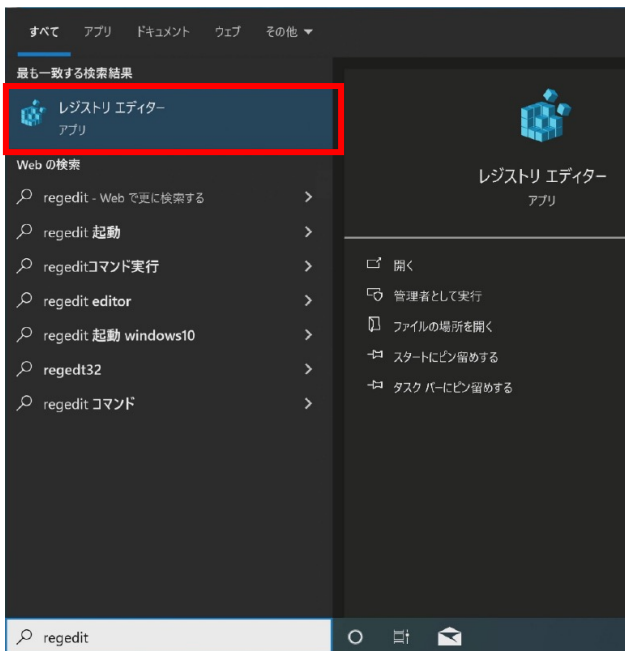 すべて アプリ ドキュメント ウェブ その他
最も一致する検索結果
レジストリ エディター
アプリ
Web の検索
regedit - Web で更に検索する
regedit 起動
regeditコマンド実行
regedit editor
regedit 起動 windows10
regedt32
regedit コマンド
レジストリ エディター
アプリ
開く
管理者として実行
ファイルの場所を開く
スタートにピン留めする
タスク バーにピン留めする
regedit